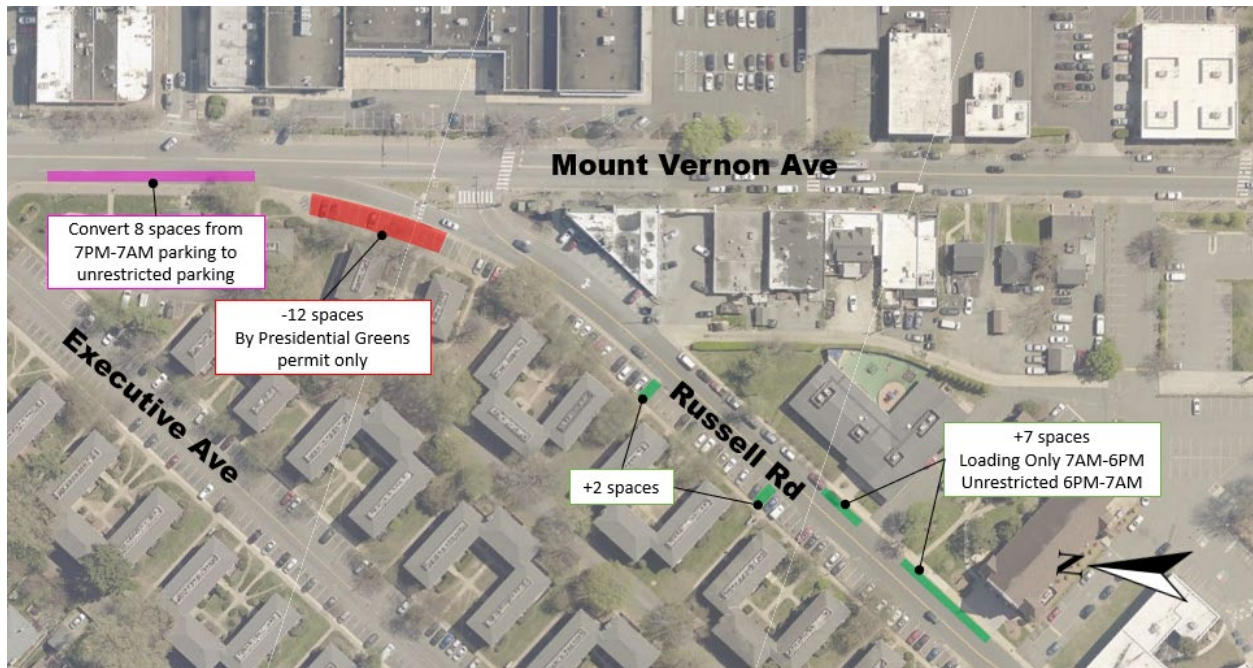 Mount Vernon Ave
Convert 8 spaces from
7PM-7AM parking to
unrestricted parking
-12 spaces
By Presidential Greens
permit only
Executive Ave
Russell Rd
+2 spaces
+7 spaces
Loading Only 7AM-6PM
Unrestricted 6PM-7AM
N